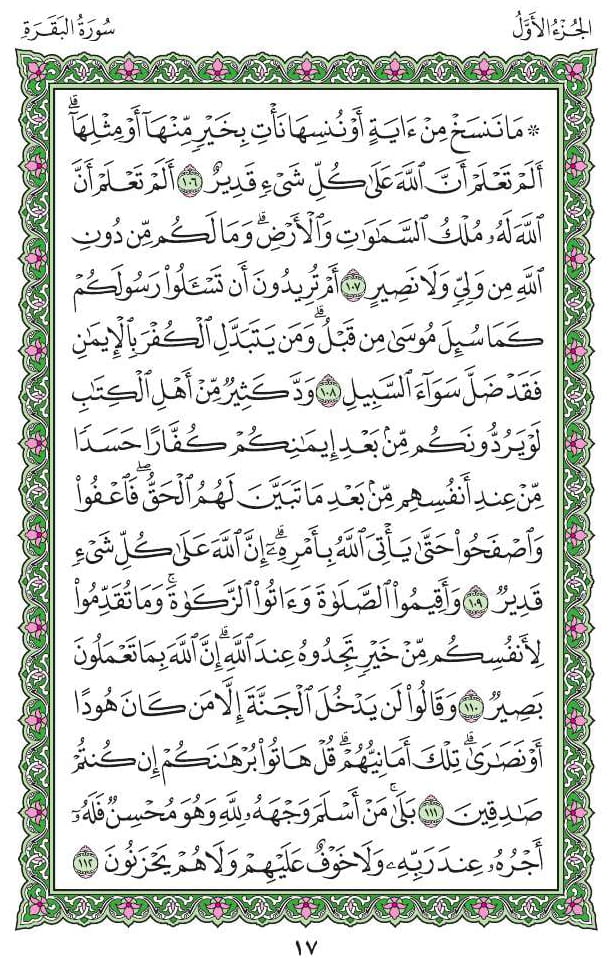 الجُزْءُ الأَوَّلُ
سُورَةُ البَقَرَةِ
۞ مَا نَنسَخْ مِنْ ءَايَةٍ أَوْ نُنسِهَا نَأْتِ بِخَيْرٍ مِّنْهَآ أَوْ مِثْلِهَآۗ
أَلَمْ تَعْلَمْ أَنَّ ٱللَّهَ عَلَىٰ كُلِّ شَىْءٍ قَدِيرٌ ١٠٦ أَلَمْ تَعْلَمْ أَنَّ
ٱللَّهَ لَهُۥ مُلْكُ ٱلسَّمَٰوَٰتِ وَٱلْأَرْضِۗ وَمَا لَكُم مِّن دُونِ
ٱللَّهِ مِن وَلِىٍّ وَلَا نَصِيرٍ ١٠٧ أَمْ تُرِيدُونَ أَن تَسْـَٔلُوا۟ رَسُولَكُمْ
كَمَا سُئِلَ مُوسَىٰ مِن قَبْلُۗ وَمَن يَتَبَدَّلِ ٱلْكُفْرَ بِٱلْإِيمَٰنِ
فَقَدْ ضَلَّ سَوَآءَ ٱلسَّبِيلِ ١٠٨ وَدَّ كَثِيرٌ مِّنْ أَهْلِ ٱلْكِتَٰبِ
لَوْ يَرُدُّونَكُم مِّنۢ بَعْدِ إِيمَٰنِكُمْ كُفَّارًا حَسَدًا
مِّنْ عِندِ أَنفُسِهِم مِّنۢ بَعْدِ مَا تَبَيَّنَ لَهُمُ ٱلْحَقُّۖ فَٱعْفُوا۟
وَٱصْفَحُوا۟ حَتَّىٰ يَأْتِىَ ٱللَّهُ بِأَمْرِهِۦٓۗ إِنَّ ٱللَّهَ عَلَىٰ كُلِّ شَىْءٍ
قَدِيرٌ ١٠٩ وَأَقِيمُوا۟ ٱلصَّلَوٰةَ وَءَاتُوا۟ ٱلزَّكَوٰةَۚ وَمَا تُقَدِّمُوا۟
لِأَنفُسِكُم مِّنْ خَيْرٍ تَجِدُوهُ عِندَ ٱللَّهِۗ إِنَّ ٱللَّهَ بِمَا تَعْمَلُونَ
بَصِيرٌ ١١٠ وَقَالُوا۟ لَن يَدْخُلَ ٱلْجَنَّةَ إِلَّا مَن كَانَ هُودًا
أَوْ نَصَٰرَىٰۗ تِلْكَ أَمَانِيُّهُمْۗ قُلْ هَاتُوا۟ بُرْهَٰنَكُمْ إِن كُنتُمْ
صَٰدِقِينَ ١١١ بَلَىٰۚ مَنْ أَسْلَمَ وَجْهَهُۥ لِلَّهِ وَهُوَ مُحْسِنٌ فَلَهُۥٓ
أَجْرُهُۥ عِندَ رَبِّهِۦ وَلَا خَوْفٌ عَلَيْهِمْ وَلَا هُمْ يَحْزَنُونَ ١١٢
١٧